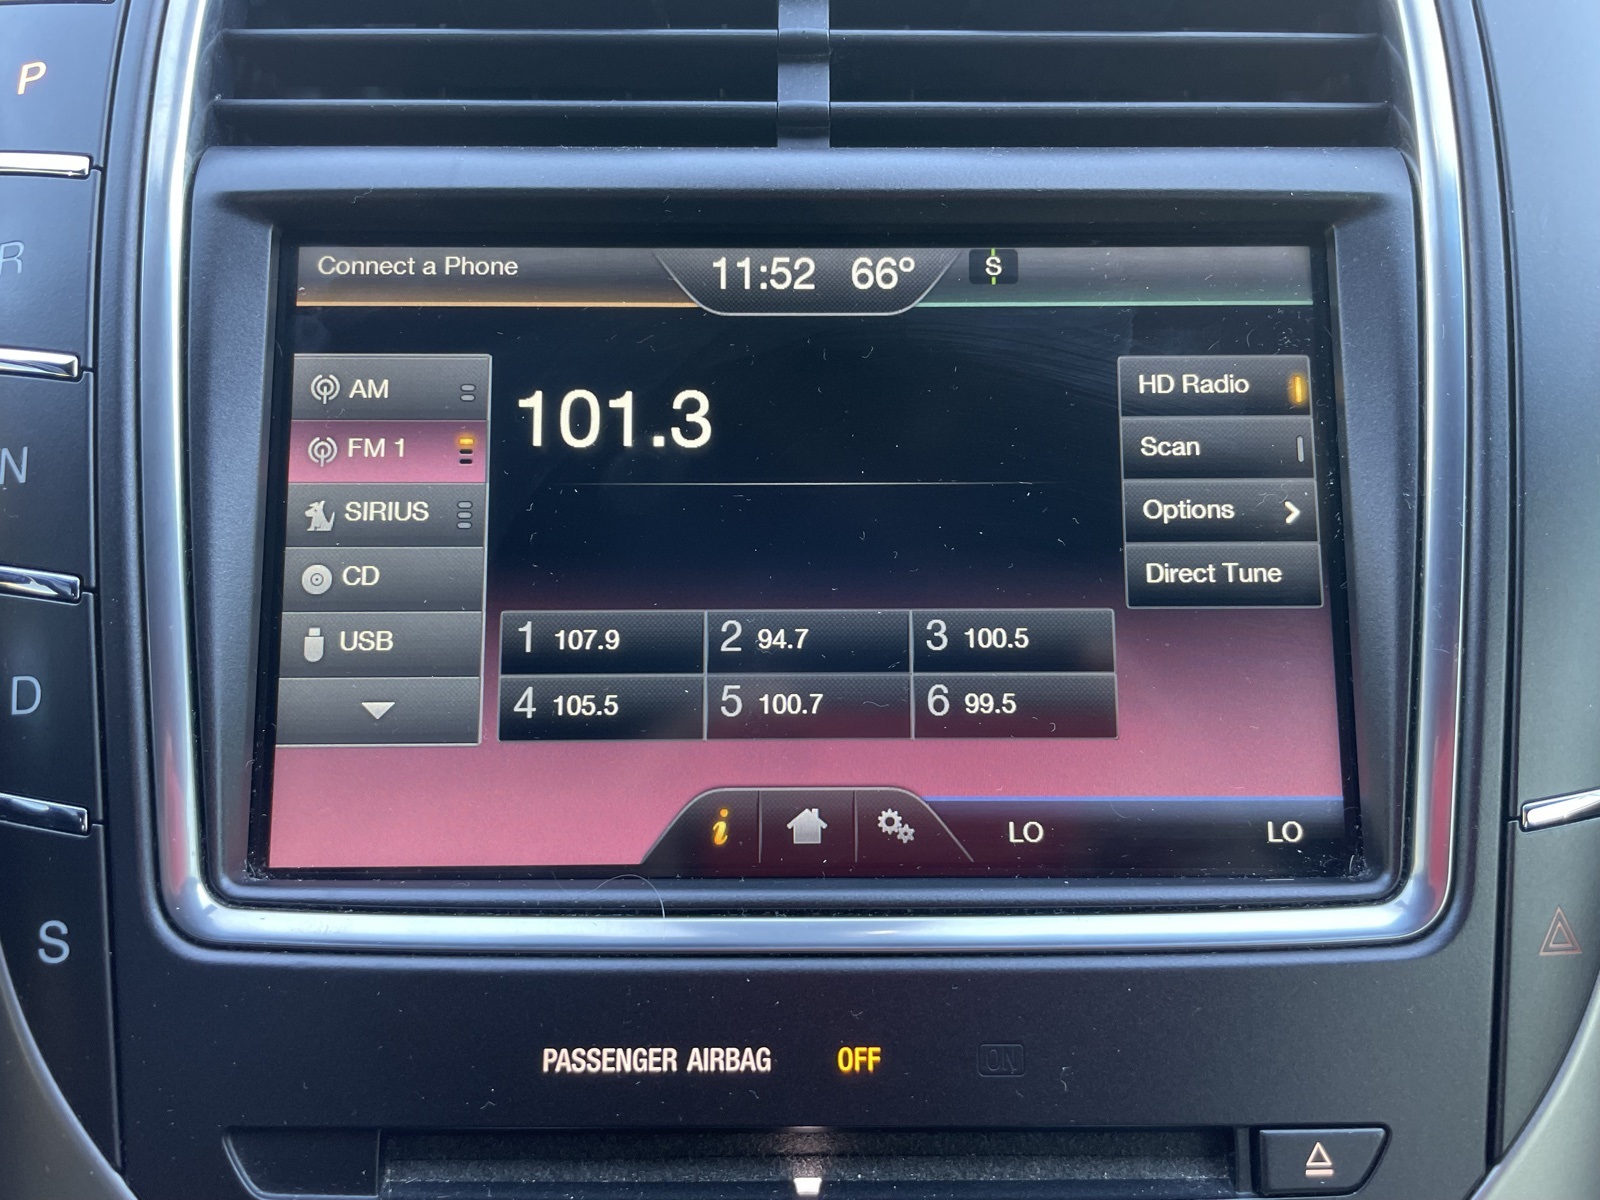 P
R
N
D
S
Connect a Phone
11:52 66°
S
AM
FM 1
SIRIUS
CD
USB
101.3
HD Radio
Scan
Options
Direct Tune
1 107.9
2 94.7
3 100.5
4 105.5
5 100.7
6 99.5
i
LO
LO
PASSENGER AIRBAG OFF ON